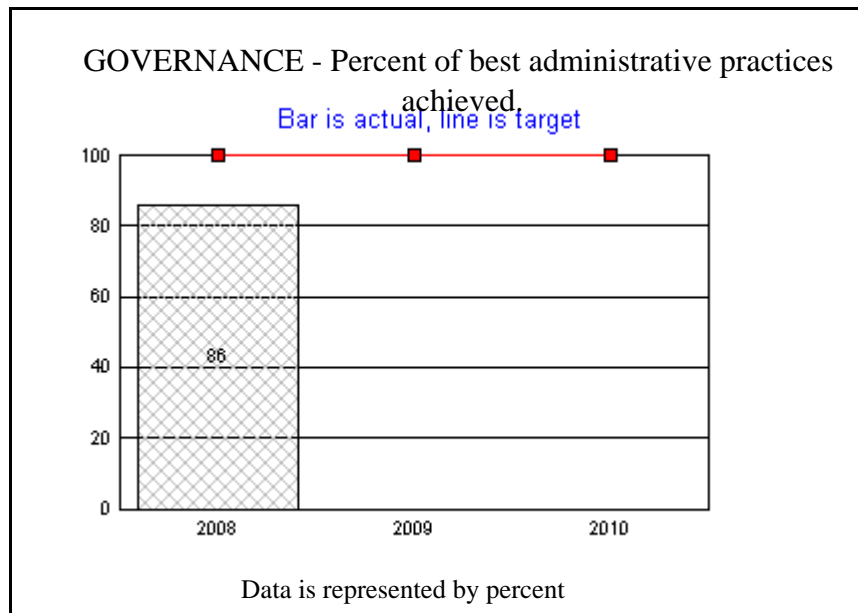 GOVERNANCE - Percent of best administrative practices
achieved.
Bar is actual, line is target
100
80
60
86
40
20
0
2008 2009 2010
Data is represented by percent